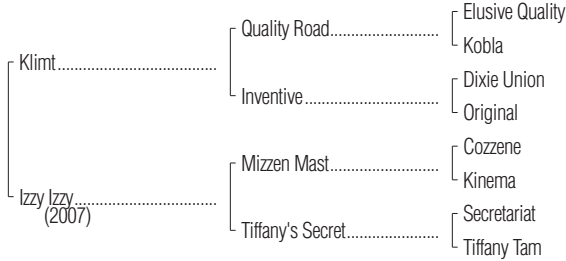 Elusive Quality
Quality Road
Kobla
Klimt
Dixie Union
Inventive
Original
Cozzene
Mizzen Mast
Kinema
Izzy Izzy
(2007)
Secretariat
Tiffany's Secret
Tiffany Tam